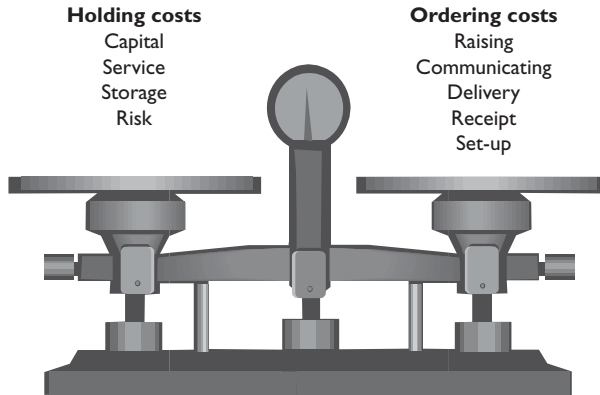 Holding costs
Capital
Service
Storage
Risk
Ordering costs
Raising
Communicating
Delivery
Receipt
Set-up